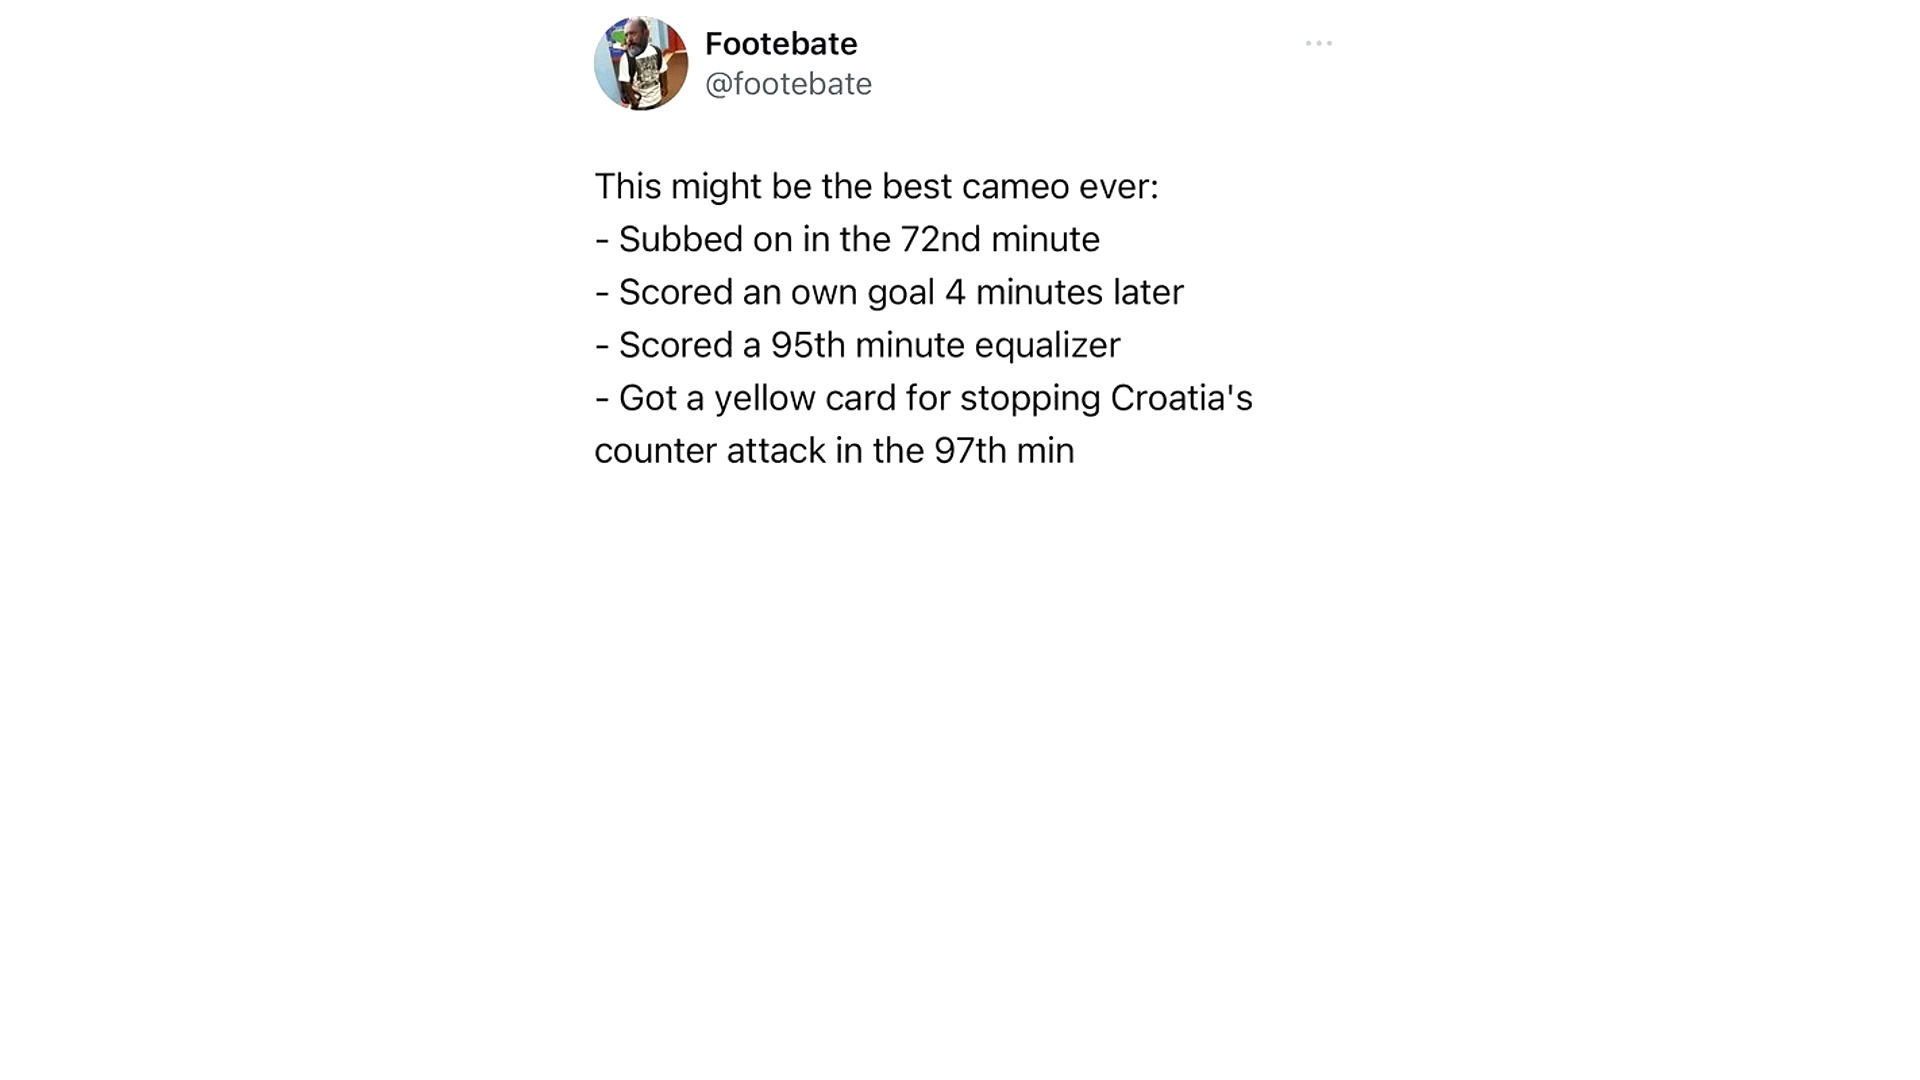 Footebate
@footebate
This might be the best cameo ever:
- Subbed on in the 72nd minute
- Scored an own goal 4 minutes later
- Scored a 95th minute equalizer
- Got a yellow card for stopping Croatia's
counter attack in the 97th min